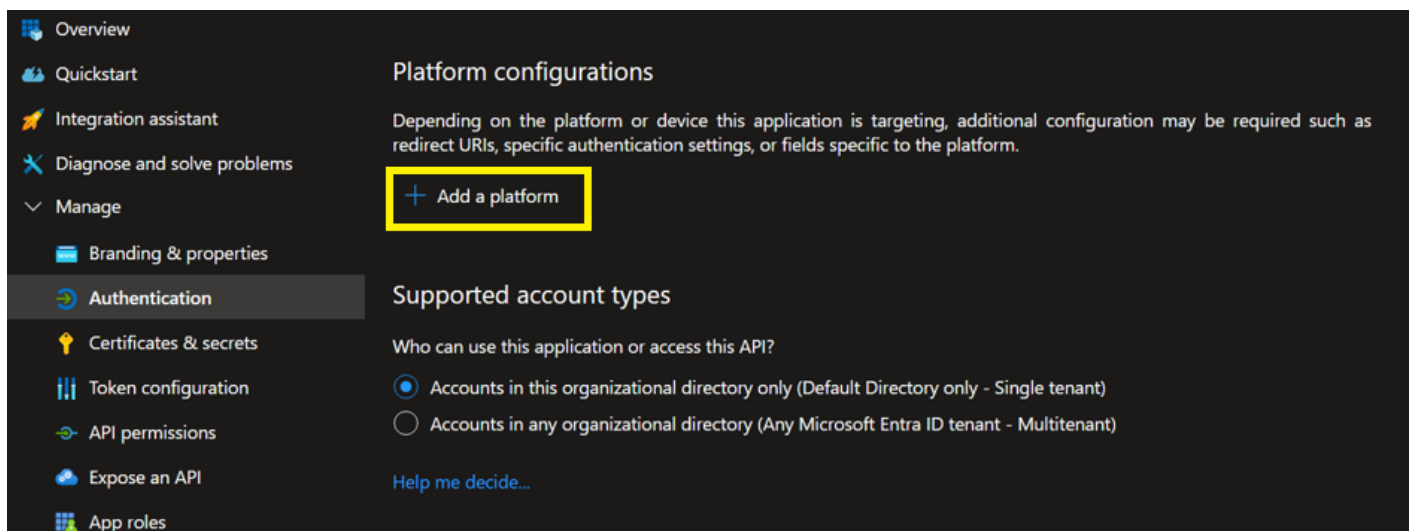 Overview
Quickstart
Integration assistant
Diagnose and solve problems
Manage
Branding & properties
Authentication
Certificates & secrets
Token configuration
API permissions
Expose an API
App roles
Platform configurations
Depending on the platform or device this application is targeting, additional configuration may be required such as
redirect URIs, specific authentication settings, or fields specific to the platform.
Add a platform
Supported account types
Who can use this application or access this API?
Accounts in this organizational directory only (Default Directory only - Single tenant)
Accounts in any organizational directory (Any Microsoft Entra ID tenant - Multitenant)
Help me decide...